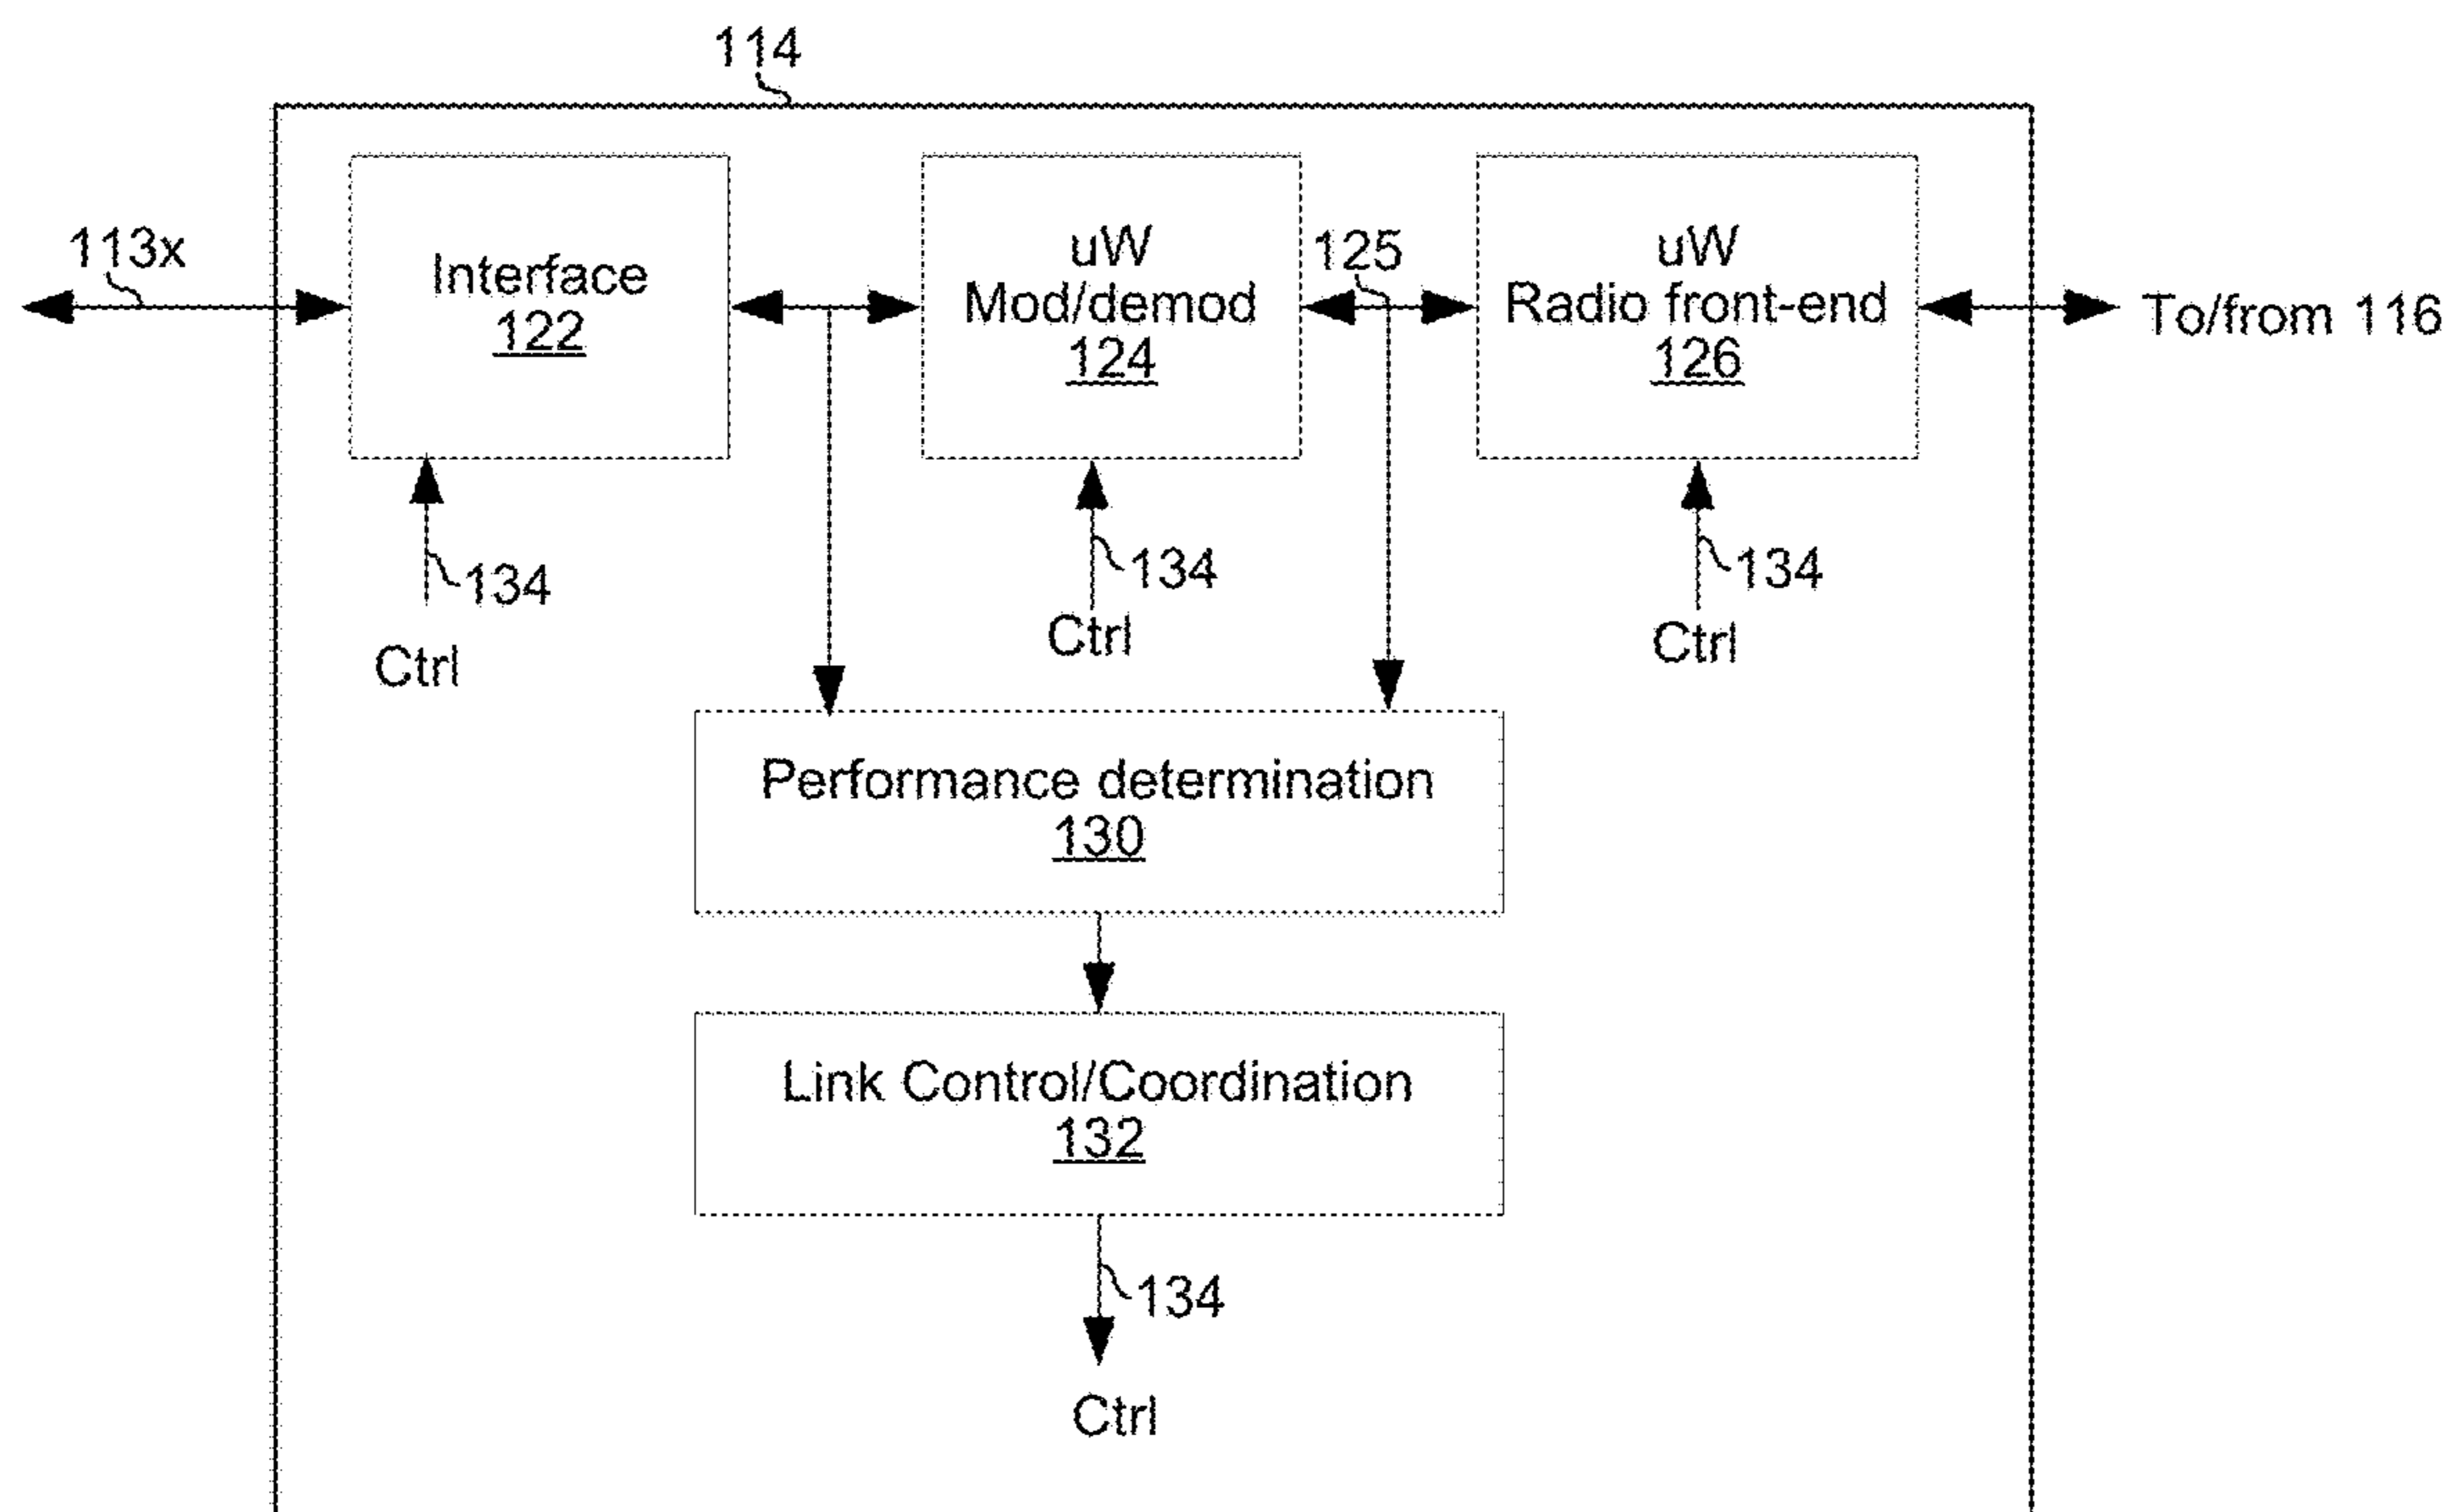 114
113x
Interface
122
uW
Mod/demod
124
125
uW
Radio front-end
126
To/from 116
134
Ctrl
134
Ctrl
134
Ctrl
Performance determination
130
Link Control/Coordination
132
134
Ctrl